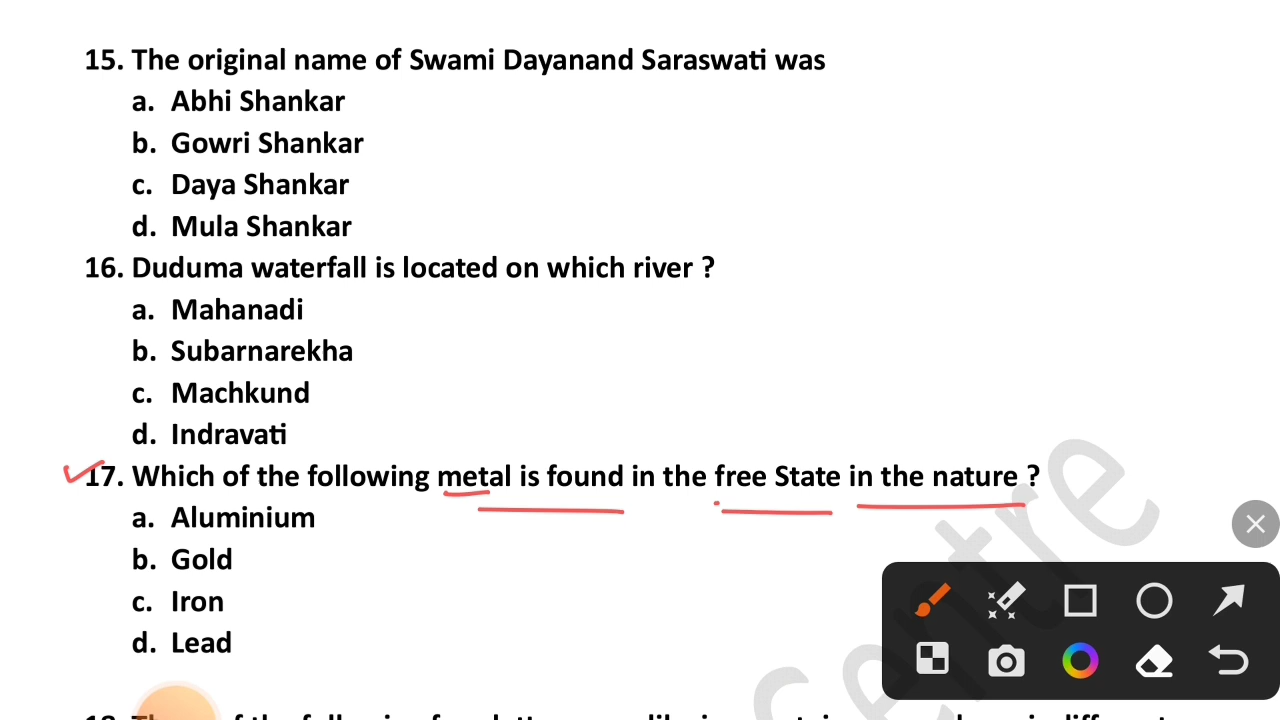 15. The original name of Swami Dayanand Saraswati was
a. Abhi Shankar
b. Gowri Shankar
c. Daya Shankar
d. Mula Shankar
16. Duduma waterfall is located on which river ?
a. Mahanadi
b. Subarnarekha
c. Machkund
d. Indravati
17. Which of the following metal is found in the free State in the nature ?
a. Aluminium
b. Gold
c. Iron
d. Lead
Centre